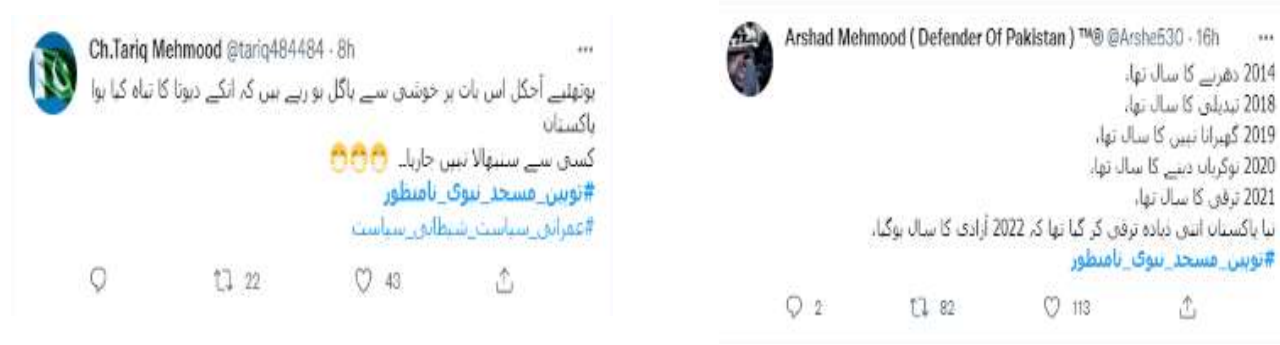 Ch.Tariq Mehmood @tariq484484 · 8h
یوتھئیے آجکل اس بات پر خوشی سے پاگل ہو رہے ہیں کہ انکے دیوتا کا تباہ کیا ہوا
پاکستان
کسی سے سنبھالا نہیں جارہا۔۔ 😷😷😷
#توہین_مسجد_نبوی_نامنظور
#عمرانی_سیاست_شیطانی_سیاست
22 43
Arshad Mehmood ( Defender Of Pakistan ) ™® @Arshe530 · 16h
2014 دھرنے کا سال تھا،
2018 تبدیلی کا سال تھا،
2019 گھبرانا نہیں کا سال تھا،
2020 نوکریاں دینے کا سال تھا،
2021 ترقی کا سال تھا،
نیا پاکستان اتنی ذیادہ ترقی کر گیا تھا کہ 2022 آزادی کا سال ہوگیا،
#توہین_مسجد_نبوی_نامنظور
2 82 113